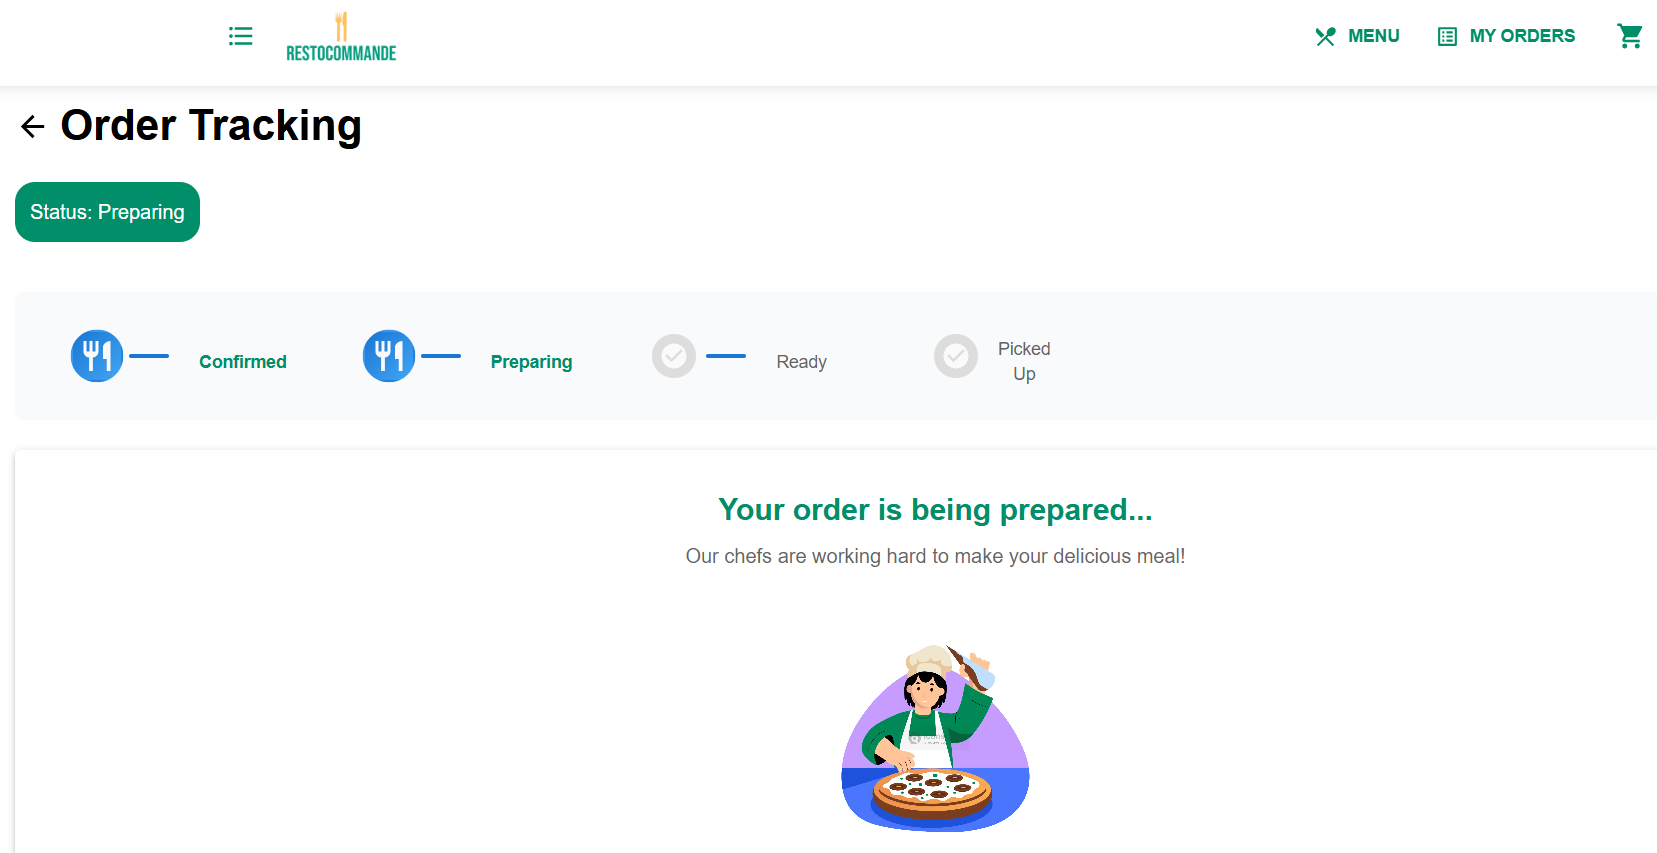 RESTOCOMMANDE
MENU
MY ORDERS
Order Tracking
Status: Preparing
Confirmed
Preparing
Ready
Picked
Up
Your order is being prepared...
Our chefs are working hard to make your delicious meal!